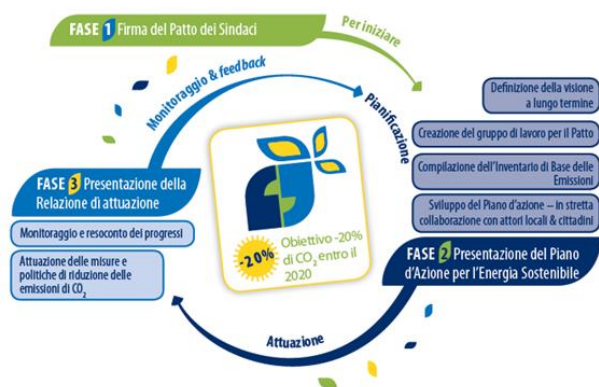 FASE 1 Firma del Patto dei Sindaci
Per iniziare
Monitoraggio & feedback
Pianificazione
Definizione della visione
a lungo termine
Creazione del gruppo di lavoro per il Patto
Compilazione dell'Inventario di Base delle
Emissioni
Sviluppo del Piano d'azione – in stretta
collaborazione con attori locali & cittadini
FASE 2 Presentazione del Piano
d'Azione per l'Energia Sostenibile
FASE 3 Presentazione della
Relazione di attuazione
Monitoraggio e resoconto del progressi
Attuazione delle misure e
politiche di riduzione delle
emissioni di CO2
-20%
Obiettivo -20%
di CO2 entro il
2020
Attuazione